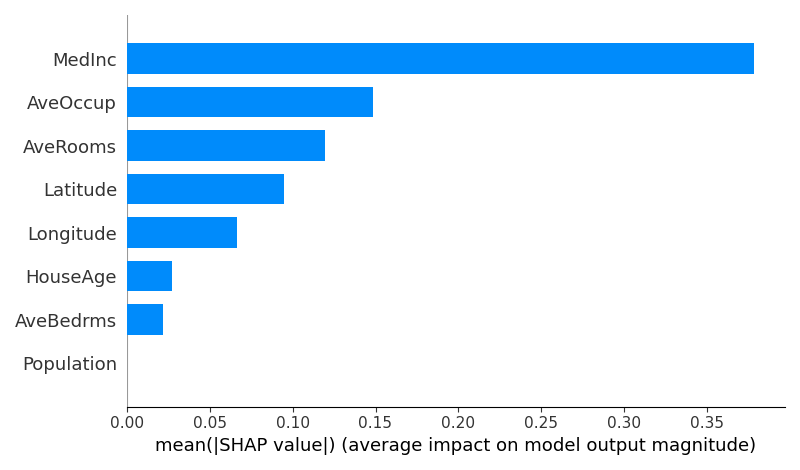 MedInc
AveOccup
AveRooms
Latitude
Longitude
HouseAge
AveBedrms
Population
0.00 0.05 0.10 0.15 0.20 0.25 0.30 0.35
mean(|SHAP value|) (average impact on model output magnitude)